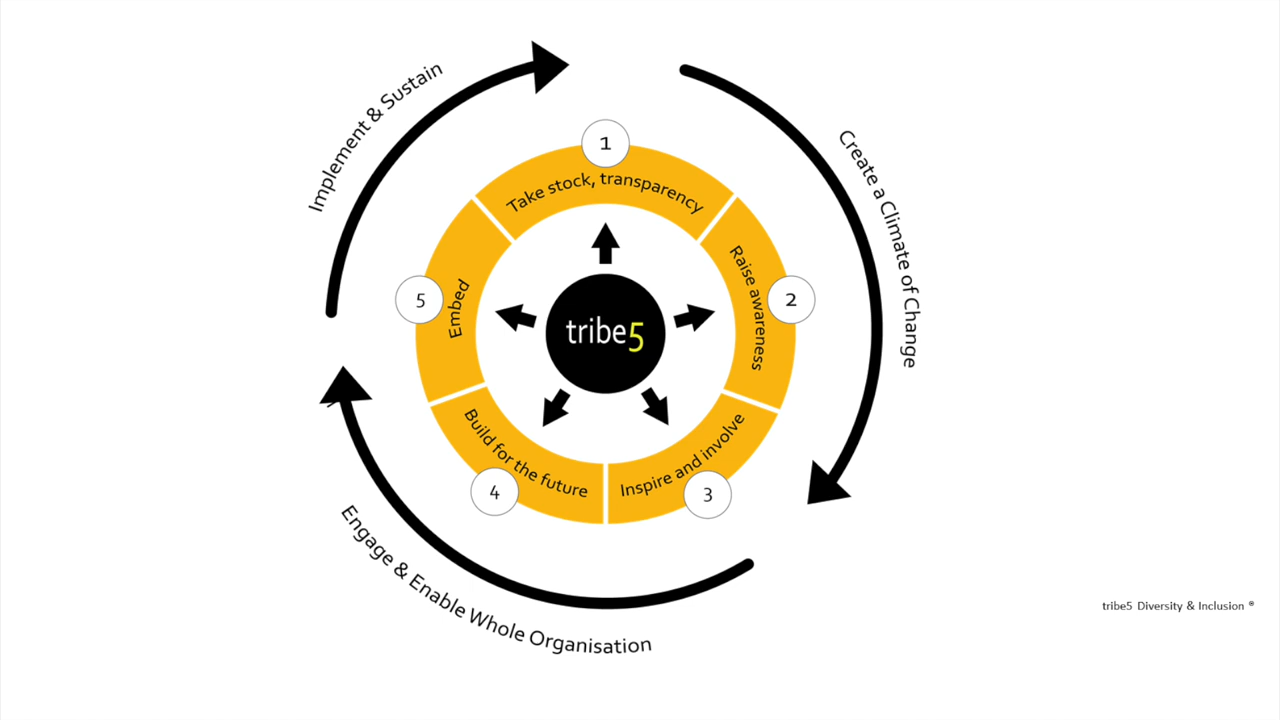 Implement & Sustain
Create a Climate of Change
Engage & Enable Whole Organisation
1
Take stock, transparency
2
Raise awareness
3
Inspire and involve
4
Build for the future
5
Embed
tribe5
tribe5 Diversity & Inclusion ®